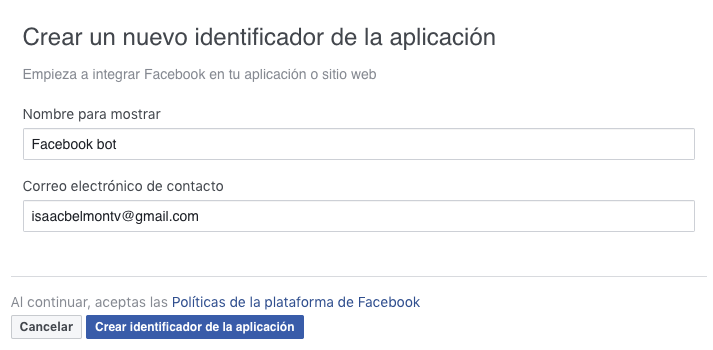 Crear un nuevo identificador de la aplicación
Empieza a integrar Facebook en tu aplicación o sitio web
Nombre para mostrar
Facebook bot
Correo electrónico de contacto
isaacbelmontv@gmail.com
Al continuar, aceptas las Políticas de la plataforma de Facebook
Cancelar Crear identificador de la aplicación